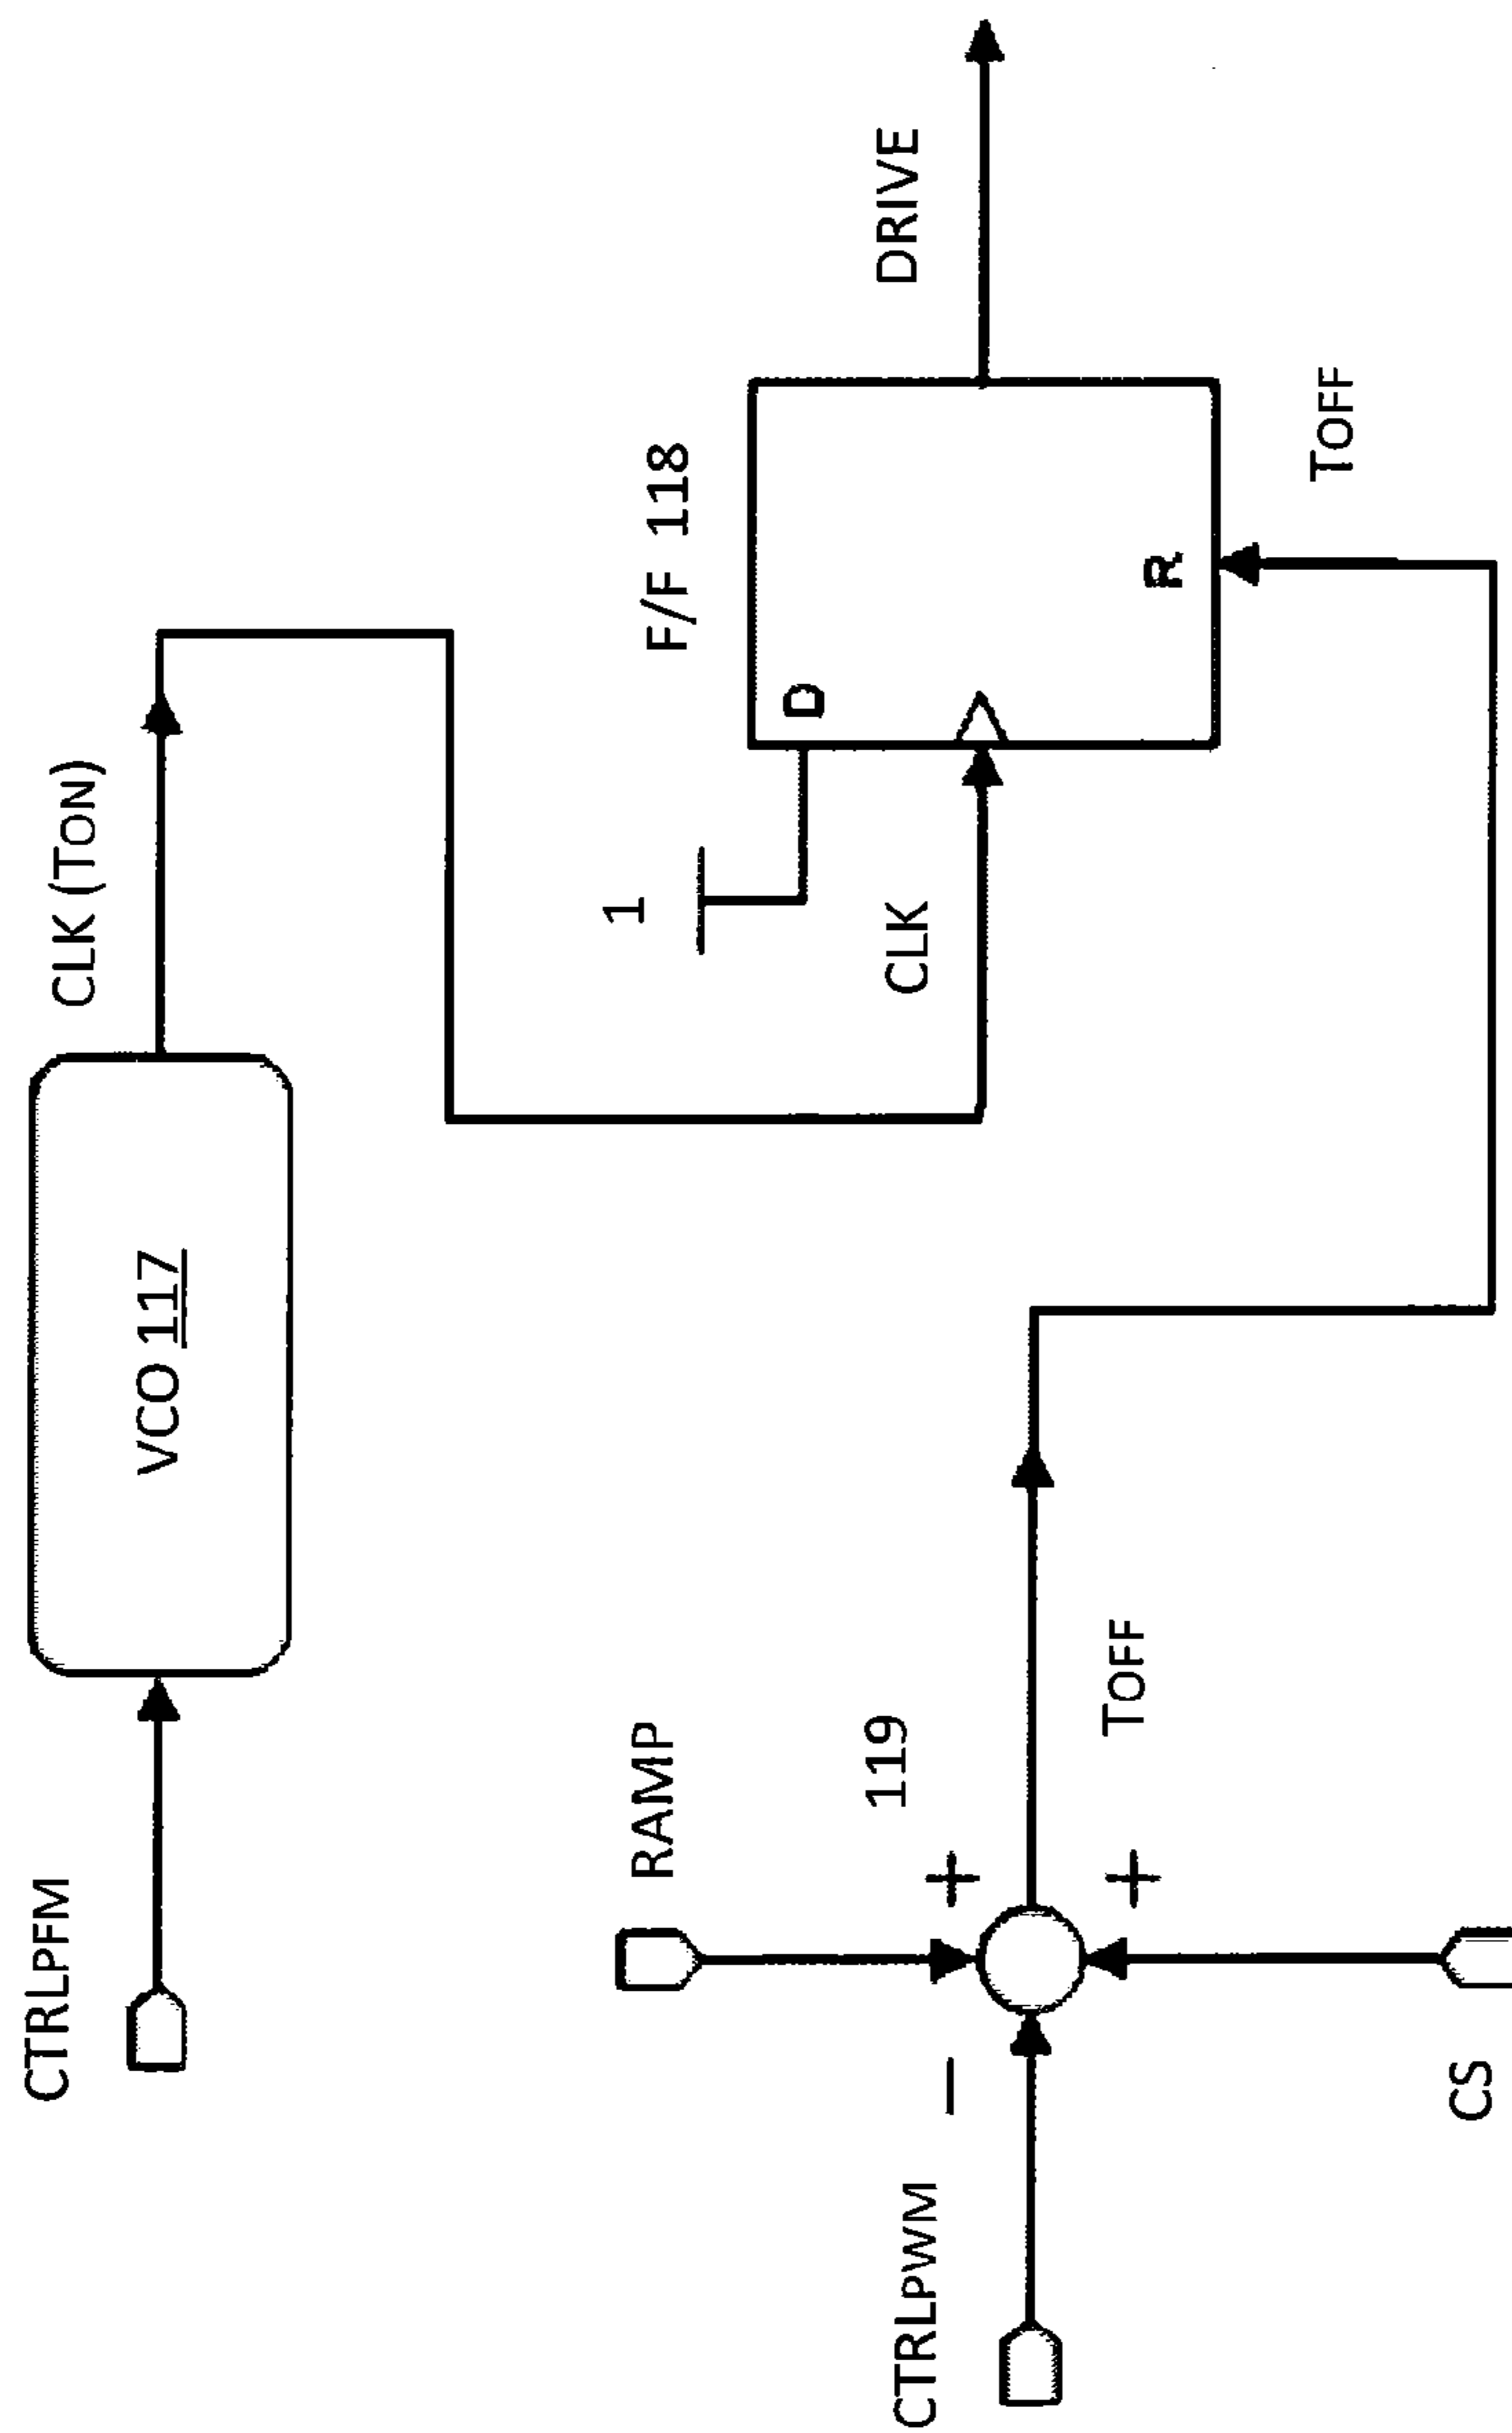 CTRLPFM
VCO 117
CLK (TON)
RAMP
119
+
+
−
CTRLPWM
CS
TOFF
1
CLK
D
F/F 118
R
DRIVE
TOFF